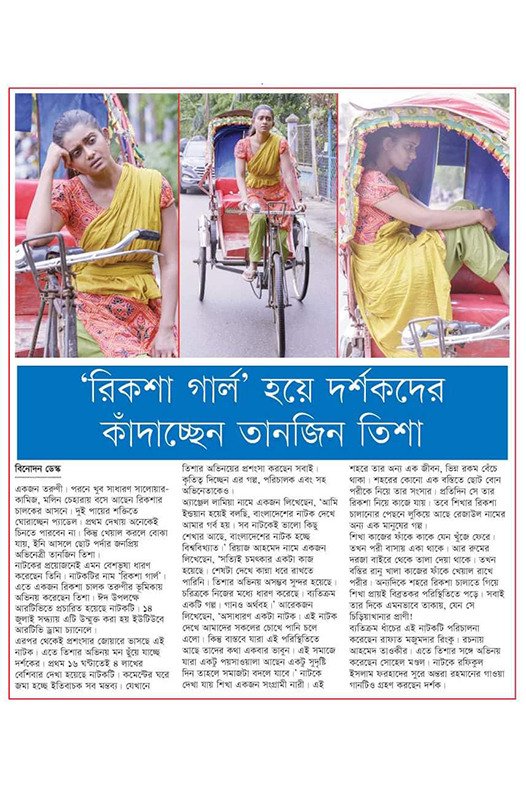 ‘রিকশা গার্ল’ হয়ে দর্শকদের
কাঁদাচ্ছেন তানজিন তিশা
বিনোদন ডেস্ক
একজন তরুণী। পরনে খুব সাধারণ সালোয়ার-
কামিজ, মলিন চেহারায় বসে আছেন রিকশার
চালকের আসনে। দুই পায়ের শক্তিতে
ঘোরাচ্ছেন প্যাডেল। প্রথম দেখায় অনেকেই
চিনতে পারবেন না। কিন্তু খেয়াল করলে বোঝা
যায়, ইনি আসলে ছোট পর্দার জনপ্রিয়
অভিনেত্রী তানজিন তিশা।
নাটকের প্রয়োজনেই এমন বেশভূষা ধারণ
করেছেন তিনি। নাটকটির নাম ‘রিকশা গার্ল’।
এতে একজন রিকশা চালক তরুণীর ভূমিকায়
অভিনয় করেছেন তিশা। ঈদ উপলক্ষে
আরটিভিতে প্রচারিত হয়েছে নাটকটি। ১৪
জুলাই সন্ধ্যায় এটি উন্মুক্ত করা হয় ইউটিউবে
আরটিভি ড্রামা চ্যানেলে।
এরপর থেকেই প্রশংসার জোয়ারে ভাসছে এই
নাটক। এতে তিশার অভিনয় মন ছুঁয়ে যাচ্ছে
দর্শকের। প্রথম ১৬ ঘন্টাতেই ৪ লাখের
বেশিবার দেখা হয়েছে নাটকটি। কমেন্টের ঘরে
জমা হচ্ছে ইতিবাচক সব মন্তব্য। যেখানে
তিশার অভিনয়ের প্রশংসা করছেন সবাই।
কৃতিত্ব দিচ্ছেন এর গল্প, পরিচালক এবং সহ
অভিনেতাকেও।
অ্যাঞ্জেল লামিয়া নামে একজন লিখেছেন, ‘আমি
ইন্ডিয়ান হয়েই বলছি, বাংলাদেশের নাটক দেখে
আমার গর্ব হয়। সব নাটকেই ভালো কিছু
শেখার আছে, বাংলাদেশের নাটক হচ্ছে
বিশ্ববিখ্যাত।’ রিয়াজ আহমেদ নামে একজন
লিখেছেন, ‘সত্যিই চমৎকার একটা কাজ
হয়েছে। শেষটা দেখে কান্না ধরে রাখতে
পারিনি। তিশার অভিনয় অসম্ভব সুন্দর হয়েছে।
চরিত্রকে নিজের মধ্যে ধারণ করেছে। ব্যতিক্রম
একটি গল্প। গানও অর্থবহ।’ আরেকজন
লিখেছেন, ‘অসাধারণ একটা নাটক। এই নাটক
দেখে আমাদের সকলের চোখে পানি চলে
এলো। কিন্তু বাস্তবে যারা এই পরিস্থিতিতে
আছে তাদের কথা একবার ভাবুন। এই সমাজে
যারা একটু পয়সাওয়ালা আছেন একটু সুদৃষ্টি
দিন তাহলে সমাজটা বদলে যাবে।’ নাটকে
দেখা যায় শিখা একজন সংগ্রামী নারী। এই
শহরে তার অন্য এক জীবন, ভিন্ন রকম বেঁচে
থাকা। শহরের কোনো এক বস্তিতে ছোট বোন
পরীকে নিয়ে তার সংসার। প্রতিদিন সে তার
রিকশা নিয়ে কাজে যায়। তবে শিখার রিকশা
চালানোর পেছনে লুকিয়ে আছে রেজাউল নামের
অন্য এক মানুষের গল্প।
শিখা কাজের ফাঁকে কাকে যেন খুঁজে ফেরে।
তখন পরী বাসায় একা থাকে। আর রুমের
দরজা বাইরে থেকে তালা দেয়া থাকে। তখন
বস্তির রানু খালা কাজের ফাঁকে খেয়াল রাখে
পরীর। অন্যদিকে শহরে রিকশা চালাতে গিয়ে
শিখা প্রায়ই বিব্রতকর পরিস্থিতিতে পড়ে। সবাই
তার দিকে এমনভাবে তাকায়, যেন সে
চিড়িয়াখানার প্রাণী!
ব্যতিক্রম ধাঁচের এই নাটকটি পরিচালনা
করেছেন রাফাত মজুমদার রিংকু। রচনায়
আহমেদ তাওকীর। এতে তিশার সঙ্গে অভিনয়
করেছেন সোহেল মণ্ডল। নাটকে রফিকুল
ইসলাম ফরহাদের সুরে অন্তরা রহমানের গাওয়া
গানটিও গ্রহণ করছেন দর্শক।